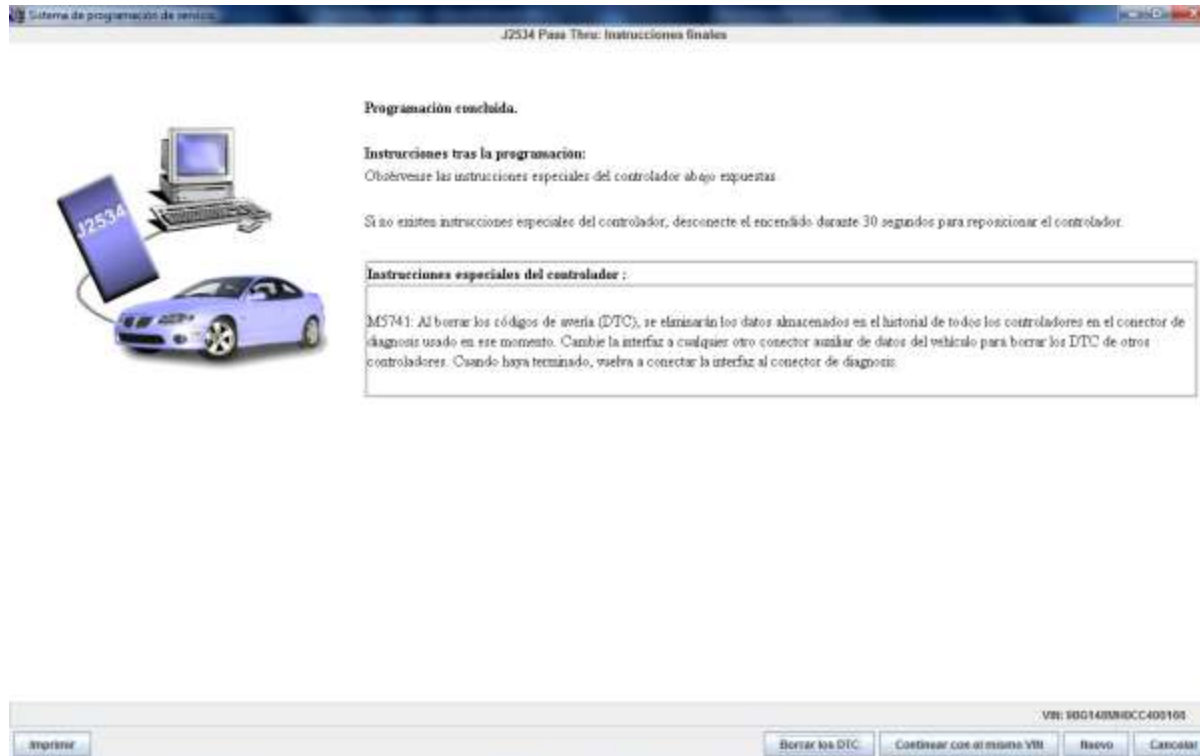 Sistema de programación de servicio
J2534 Pass Thru: Instrucciones finales
J2534
Programación concluida.
Instrucciones tras la programación:
Obsérvense las instrucciones especiales del controlador abajo expuestas
Si no existen instrucciones especiales del controlador, desconecte el encendido durante 30 segundos para reposicionar el controlador.
Instrucciones especiales del controlador :
M5741: Al borrar los códigos de avería (DTC), se eliminarán los datos almacenados en el historial de todos los controladores en el conector de
diagnosis usado en ese momento. Cambie la interfaz a cualquier otro conector auxiliar de datos del vehículo para borrar los DTC de otros
controladores. Cuando haya terminado, vuelva a conectar la interfaz al conector de diagnosis.
VIN:
Imprimir
Borrar los DTC
Continuar con el mismo VIN
Nuevo
Cancelar